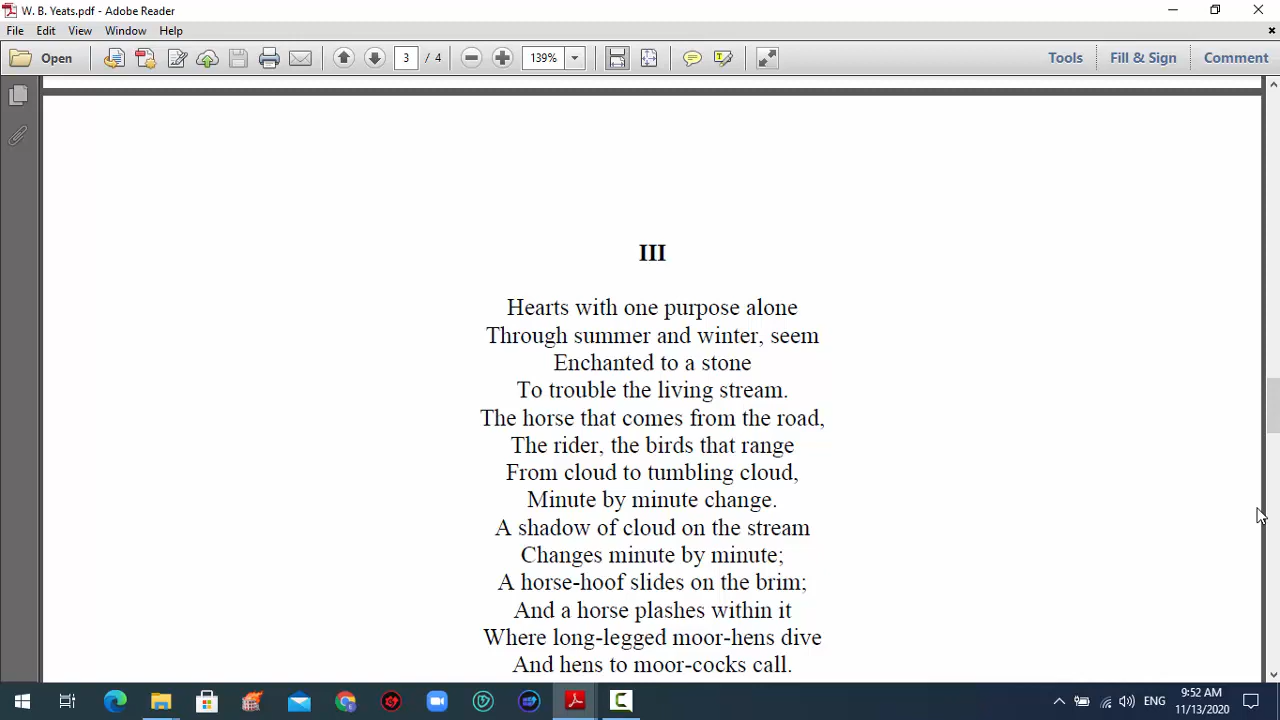 W. B. Yeats.pdf - Adobe Reader
File Edit View Window Help
Open 3 / 4 139% Tools Fill & Sign Comment
III
Hearts with one purpose alone
Through summer and winter, seem
Enchanted to a stone
To trouble the living stream.
The horse that comes from the road,
The rider, the birds that range
From cloud to tumbling cloud,
Minute by minute change.
A shadow of cloud on the stream
Changes minute by minute;
A horse-hoof slides on the brim;
And a horse plashes within it
Where long-legged moor-hens dive
And hens to moor-cocks call.
ENG
9:52 AM
11/13/2020